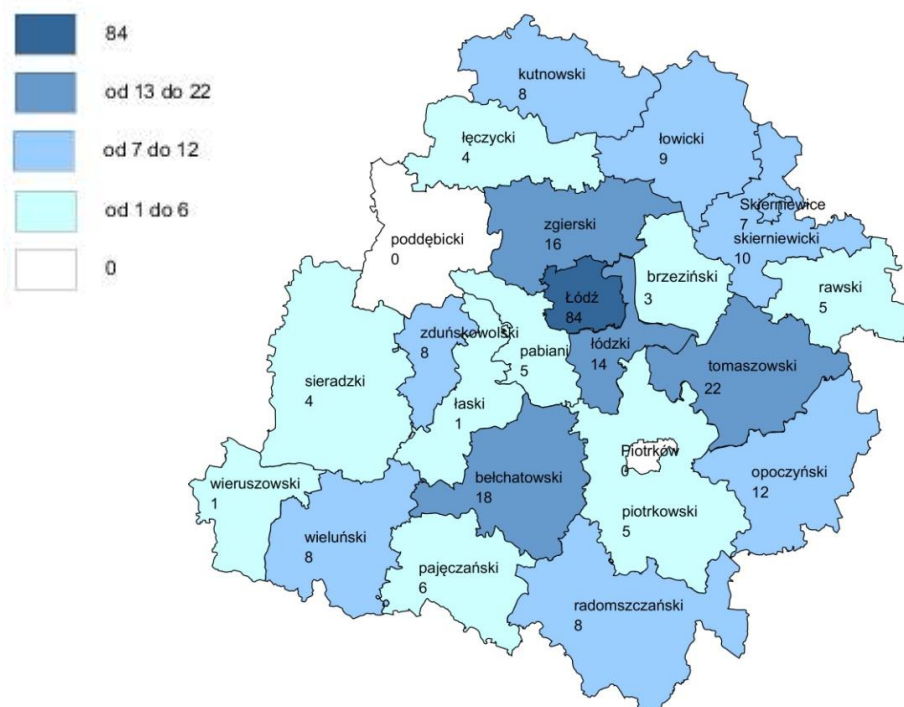 84
od 13 do 22
od 7 do 12
od 1 do 6
0
kutnowski
8
łęczycki
4
łowicki
9
Skierniewice
7
skierniewicki
10
zgierski
16
poddębicki
0
brzeziński
3
rawski
5
Łódź
84
zduńskowolski
8
pabiani
5
łódzki
14
tomaszowski
22
sieradzki
4
łaski
1
Piotrków
0
opoczyński
12
wieruszowski
1
bełchatowski
18
piotrkowski
5
wieluński
8
pajęczański
6
radomszczański
8